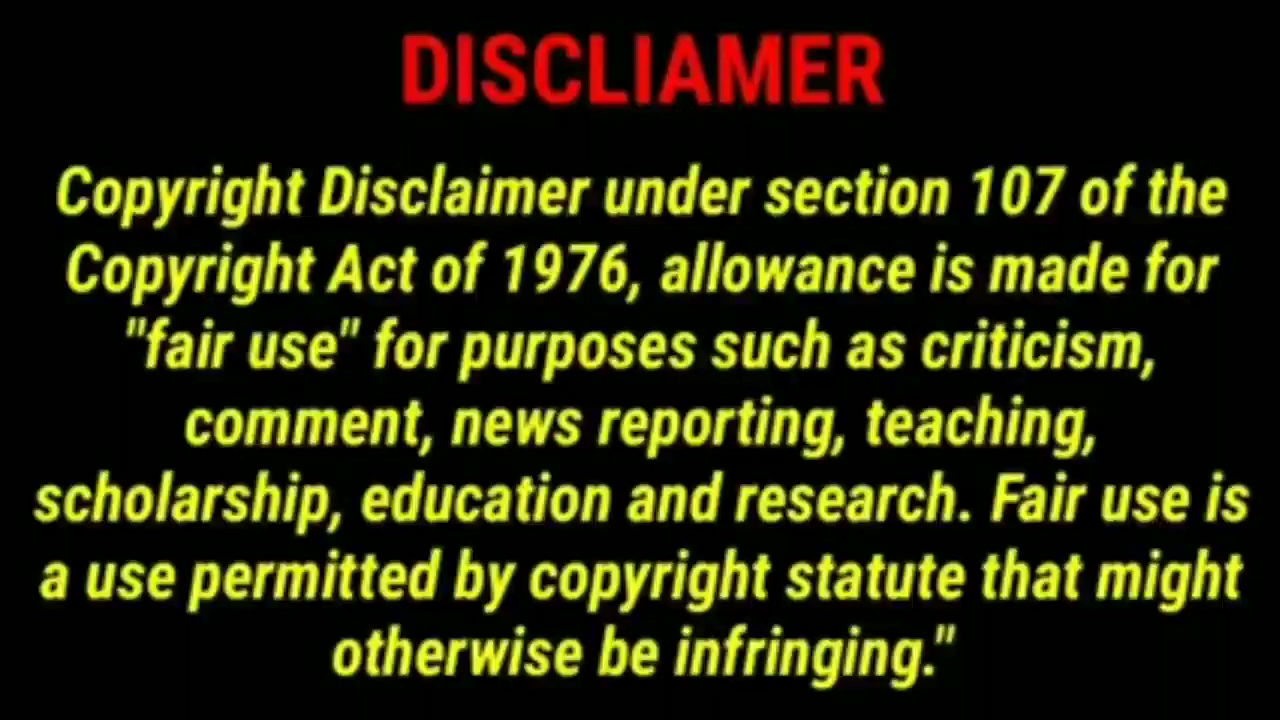 DISCLIAMER
Copyright Disclaimer under section 107 of the
Copyright Act of 1976, allowance is made for
"fair use" for purposes such as criticism,
comment, news reporting, teaching,
scholarship, education and research. Fair use is
a use permitted by copyright statute that might
otherwise be infringing."